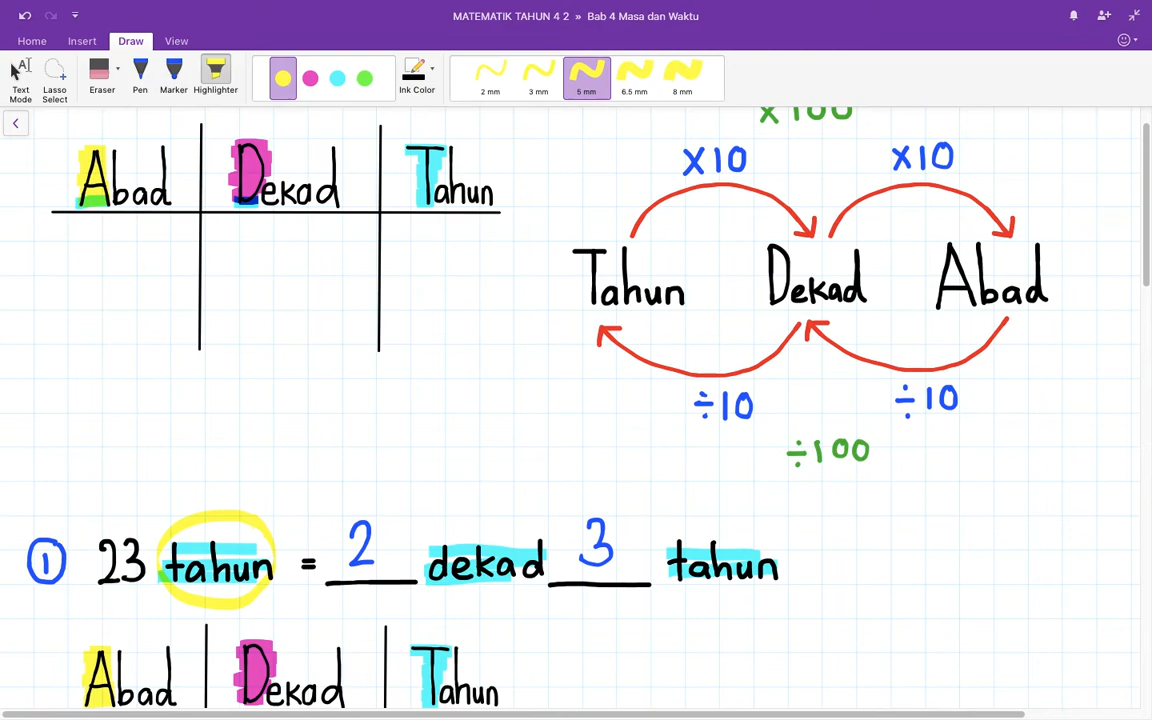 MATEMATIK TAHUN 4 2 » Bab 4 Masa dan Waktu
Home Insert Draw View
Text Mode
Lasso Select
Eraser
Pen
Marker
Highlighter
Ink Color
2 mm
3 mm
5 mm
6.5 mm
8 mm
x100
Abad Dekad Tahun
x10 x10
Tahun Dekad Abad
÷10 ÷10
÷100
1 23 tahun = 2 dekad 3 tahun
Abad Dekad Tahun